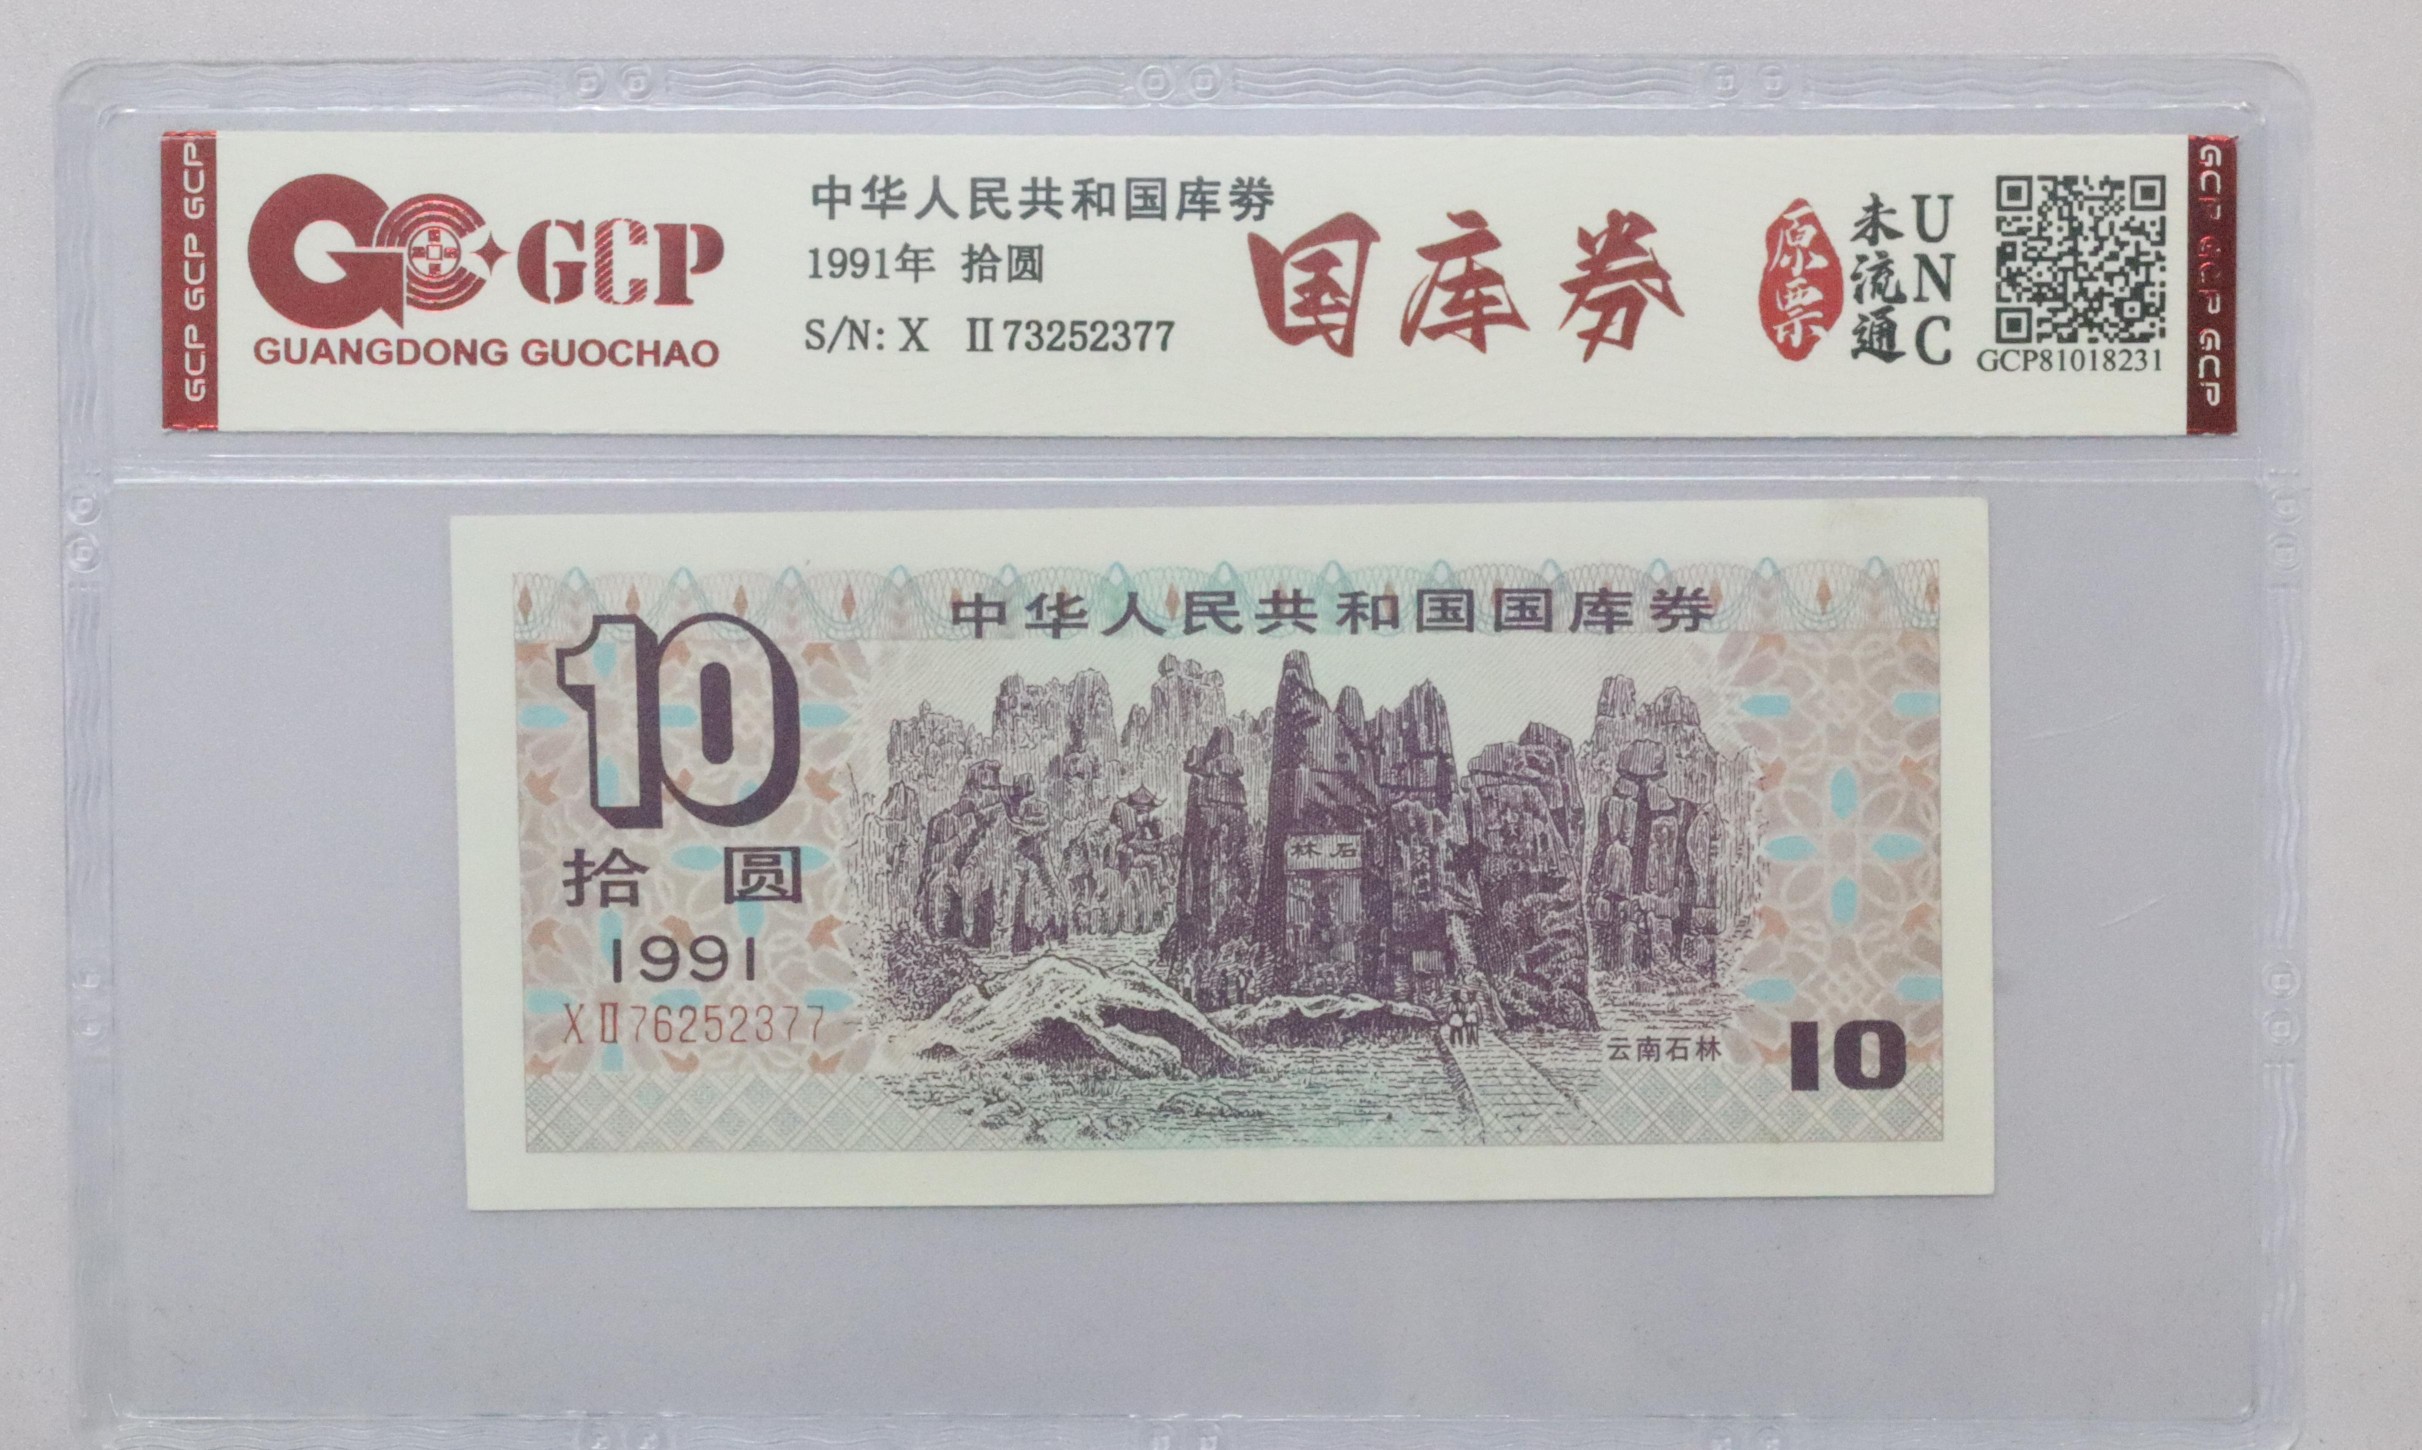 GCP GCP GCP
GCP
GUANGDONG GUOCHAO
中华人民共和国库券
1991年 拾圆
S/N: X Ⅱ73252377
国库券
原票
未流通
UNC
GCP81018231
GCP GCP GCP
中华人民共和国国库券
10
拾圆
1991
XⅡ76252377
林石
云南石林
10